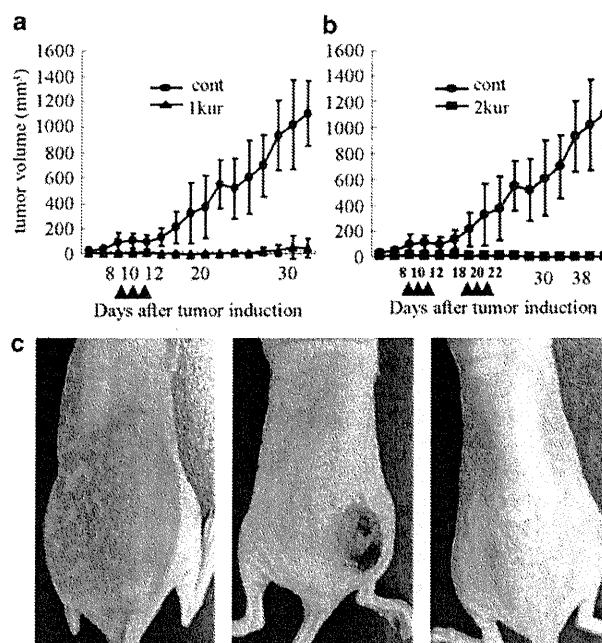 a
b
1600
1400
1200
1000
800
600
400
200
0
tumor volume (mm³)
cont
1kur
8 10 12 20 30
Days after tumor induction
1600
1400
1200
1000
800
600
400
200
0
cont
2kur
8 10 12 18 20 22 30 38
Days after tumor induction
c